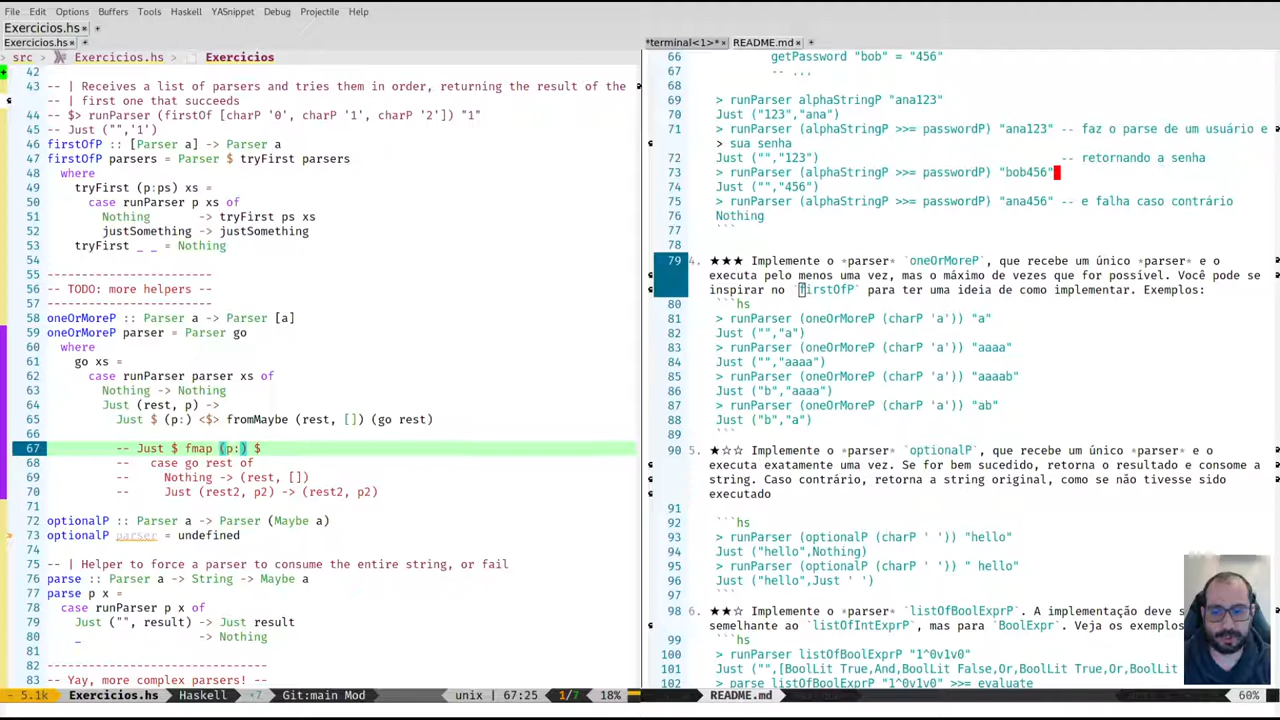 File Edit Options Buffers Tools Haskell YASnippet Debug Projectile Help
Exercicios.hs × +
Exercicios.hs × +
src > Exercicios.hs > Exercicios
42
43 -- | Receives a list of parsers and tries them in order, returning the result of the
-- | first one that succeeds
44 -- $> runParser (firstOf [charP '0', charP '1', charP '2']) "1"
45 -- Just ("",'1')
46 firstOfP :: [Parser a] -> Parser a
47 firstOfP parsers = Parser $ tryFirst parsers
48 where
49 tryFirst (p:ps) xs =
50 case runParser p xs of
51 Nothing -> tryFirst ps xs
52 justSomething -> justSomething
53 tryFirst _ _ = Nothing
54
55 -------------------------
56 -- TODO: more helpers --
57 -------------------------
58 oneOrMoreP :: Parser a -> Parser [a]
59 oneOrMoreP parser = Parser go
60 where
61 go xs =
62 case runParser parser xs of
63 Nothing -> Nothing
64 Just (rest, p) ->
65 Just $ (p:) <$> fromMaybe (rest, []) (go rest)
66
67 -- Just $ fmap (p:) $
68 -- case go rest of
69 -- Nothing -> (rest, [])
70 -- Just (rest2, p2) -> (rest2, p2)
71
72 optionalP :: Parser a -> Parser (Maybe a)
73 optionalP parser = undefined
74
75 -- | Helper to force a parser to consume the entire string, or fail
76 parse :: Parser a -> String -> Maybe a
77 parse p x =
78 case runParser p x of
79 Just ("", result) -> Just result
80 _ -> Nothing
81
82 ---------------------------------
83 -- Yay, more complex parsers! --
- 5.1k Exercicios.hs Haskell ‹7 Git:main Mod unix | 67:25 1/7 18%
*terminal<1>* × README.md × +
66 getPassword "bob" = "456"
67 -- ...
68
69 > runParser alphaStringP "ana123"
70 Just ("123","ana")
71 > runParser (alphaStringP >>= passwordP) "ana123" -- faz o parse de um usuário e
> sua senha
72 Just ("","123") -- retornando a senha
73 > runParser (alphaStringP >>= passwordP) "bob456"
74 Just ("","456")
75 > runParser (alphaStringP >>= passwordP) "ana456" -- e falha caso contrário
76 Nothing
77 ```
78
79 4. ★★★ Implemente o *parser* `oneOrMoreP`, que recebe um único *parser* e o
executa pelo menos uma vez, mas o máximo de vezes que for possível. Você pode se
inspirar no `firstOfP` para ter uma ideia de como implementar. Exemplos:
80 ```hs
81 > runParser (oneOrMoreP (charP 'a')) "a"
82 Just ("","a")
83 > runParser (oneOrMoreP (charP 'a')) "aaaa"
84 Just ("","aaaa")
85 > runParser (oneOrMoreP (charP 'a')) "aaaab"
86 Just ("b","aaaa")
87 > runParser (oneOrMoreP (charP 'a')) "ab"
88 Just ("b","a")
89 ```
90 5. ★☆☆ Implemente o *parser* `optionalP`, que recebe um único *parser* e o
executa exatamente uma vez. Se for bem sucedido, retorna o resultado e consome a
string. Caso contrário, retorna a string original, como se não tivesse sido
executado
91
92 ```hs
93 > runParser (optionalP (charP ' ')) "hello"
94 Just ("hello",Nothing)
95 > runParser (optionalP (charP ' ')) " hello"
96 Just ("hello",Just ' ')
97 ```
98 6. ★★☆ Implemente o *parser* `listOfBoolExprP`. A implementação deve s
semelhante ao `listOfIntExprP`, mas para `BoolExpr`. Veja os exemplos
99 ```hs
100 > runParser listOfBoolExprP "1^0v1v0"
101 Just ("",[BoolLit True,And,BoolLit False,Or,BoolLit True,Or,BoolLit
102 > parse listOfBoolExprP "1^0v1v0" >>= evaluate
README.md 60%